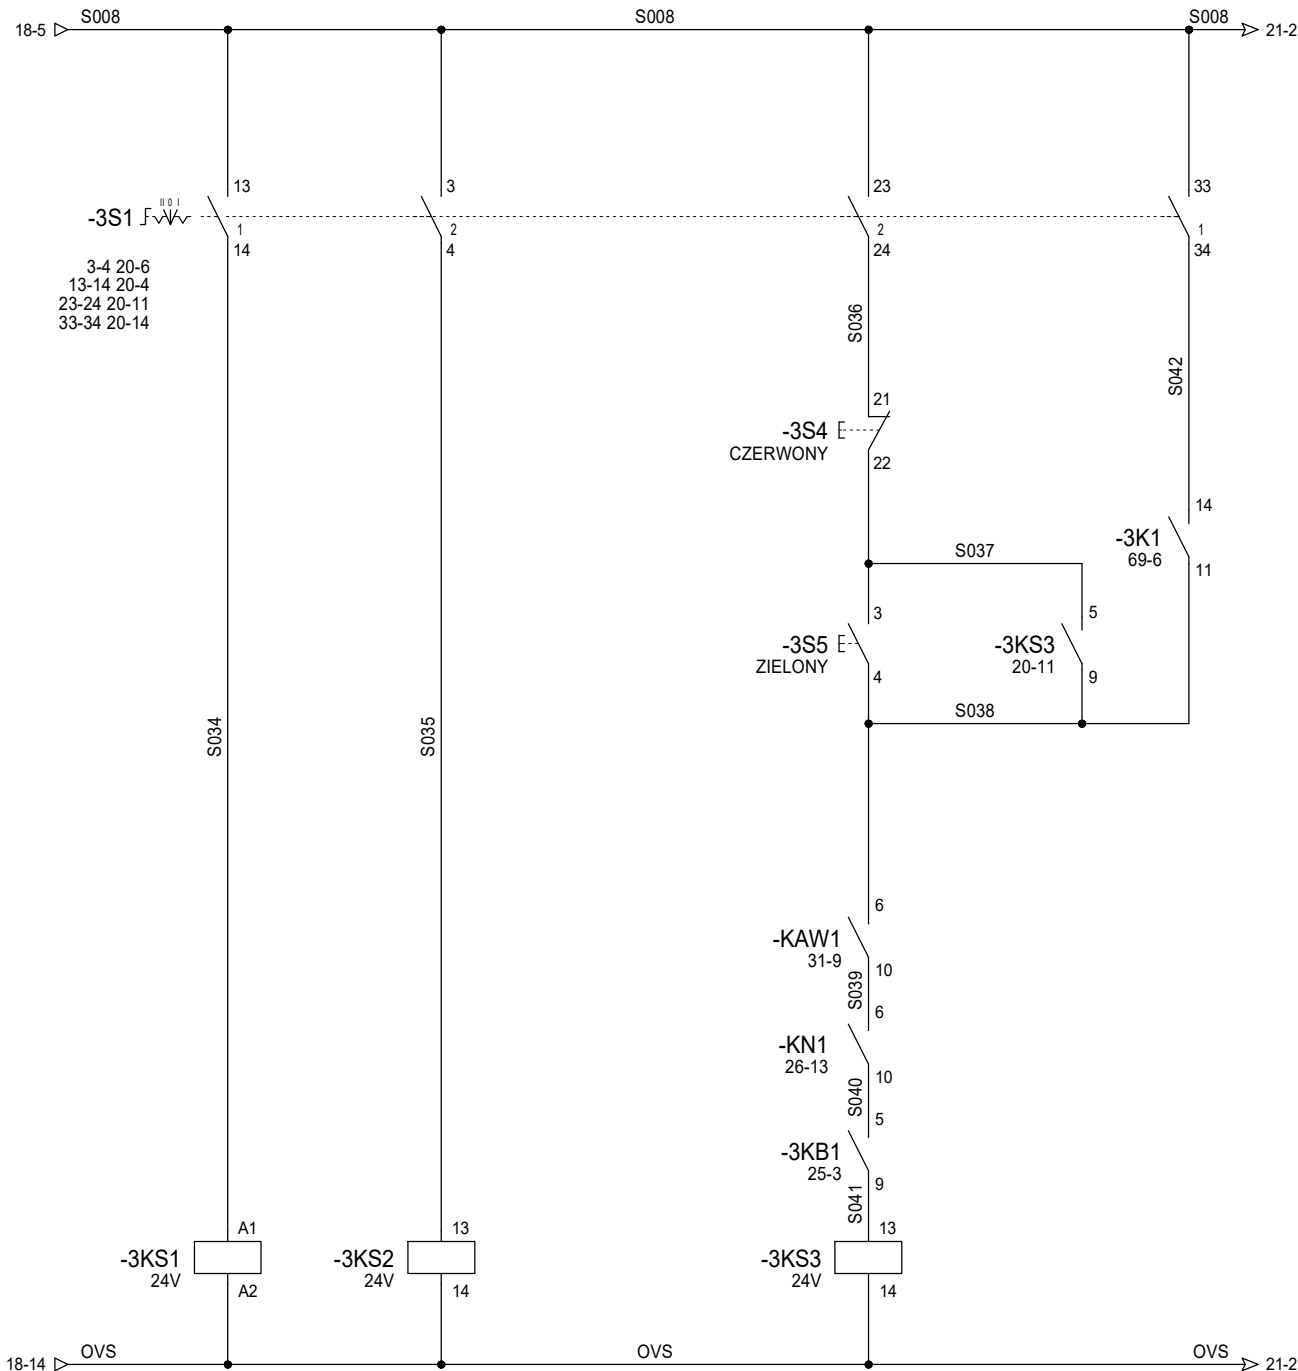 S008 S008 S008
18-5 21-2
13 3 23 33
II 0 I
-3S1
1 2 2 1
14 4 24 34
3-4 20-6
13-14 20-4
23-24 20-11
33-34 20-14
S036
S042
21
-3S4
CZERWONY
22
14
-3K1
69-6
11
S037
3 5
-3S5 -3KS3
ZIELONY 20-11
4 9
S038
S034 S035
6
-KAW1
31-9
10
S039
6
-KN1
26-13
10
S040
5
-3KB1
25-3
9
S041
A1 13 13
-3KS1 -3KS2 -3KS3
24V 24V 24V
A2 14 14
OVS OVS OVS
18-14 21-2